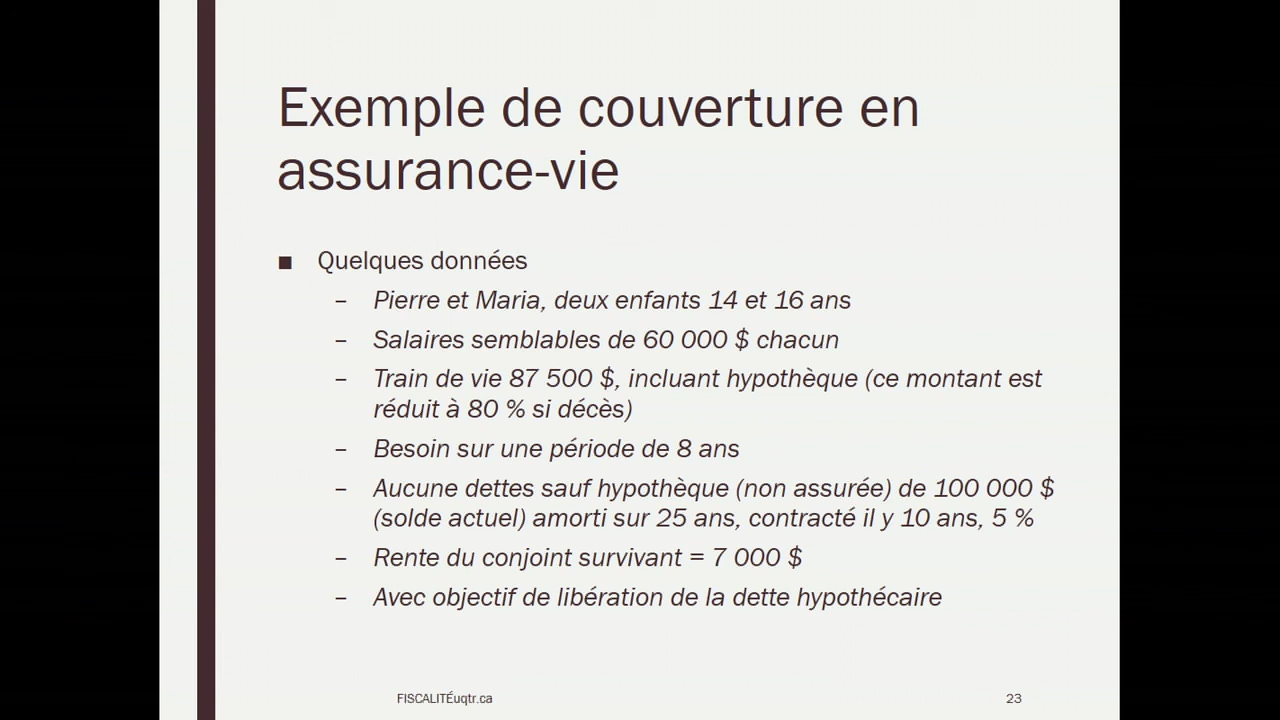 Exemple de couverture en
assurance-vie
■ Quelques données
– Pierre et Maria, deux enfants 14 et 16 ans
– Salaires semblables de 60 000 $ chacun
– Train de vie 87 500 $, incluant hypothèque (ce montant est
réduit à 80 % si décès)
– Besoin sur une période de 8 ans
– Aucune dettes sauf hypothèque (non assurée) de 100 000 $
(solde actuel) amorti sur 25 ans, contracté il y 10 ans, 5 %
– Rente du conjoint survivant = 7 000 $
– Avec objectif de libération de la dette hypothécaire
FISCALITÉuqtr.ca 23